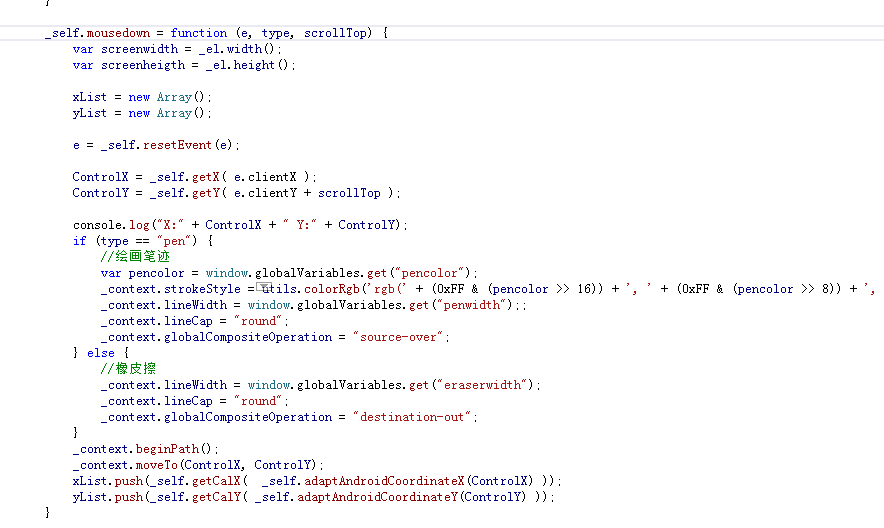 }
_self.mousedown = function (e, type, scrollTop) {
var screenwidth = _el.width();
var screenheigth = _el.height();
xList = new Array();
yList = new Array();
e = _self.resetEvent(e);
ControlX = _self.getX( e.clientX );
ControlY = _self.getY( e.clientY + scrollTop );
console.log("X:" + ControlX + " Y:" + ControlY);
if (type == "pen") {
//绘画笔迹
var pencolor = window.globalVariables.get("pencolor");
_context.strokeStyle = utils.colorRgb('rgb(' + (0xFF & (pencolor >> 16)) + ', ' + (0xFF & (pencolor >> 8)) + ',
_context.lineWidth = window.globalVariables.get("penwidth");;
_context.lineCap = "round";
_context.globalCompositeOperation = "source-over";
} else {
//橡皮擦
_context.lineWidth = window.globalVariables.get("eraserwidth");
_context.lineCap = "round";
_context.globalCompositeOperation = "destination-out";
}
_context.beginPath();
_context.moveTo(ControlX, ControlY);
xList.push(_self.getCalX(  _self.adaptAndroidCoordinateX(ControlX) ));
yList.push(_self.getCalY( _self.adaptAndroidCoordinateY(ControlY) ));
}